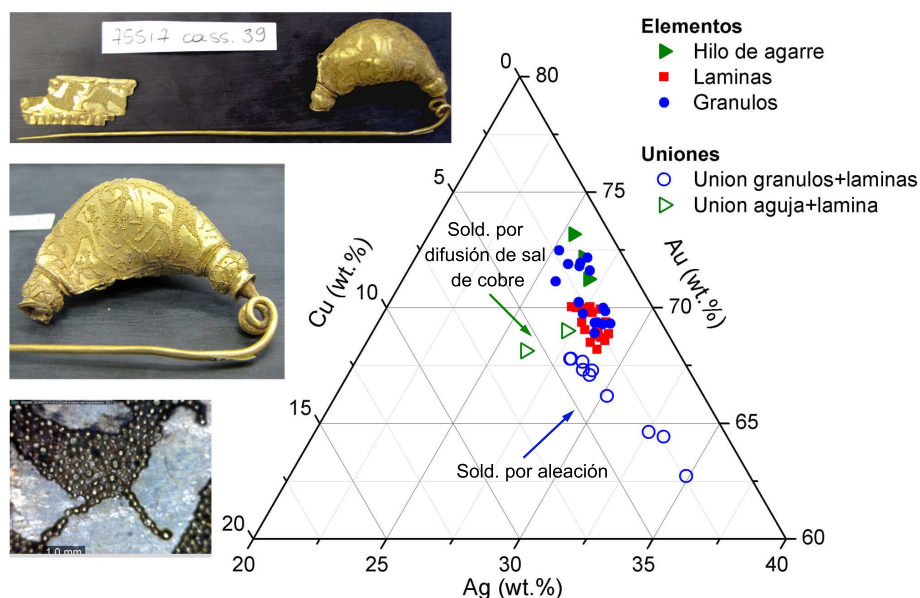 75517 cass. 39
1.0 mm
Elementos
Hilo de agarre
Laminas
Granulos
Uniones
Union granulos+laminas
Union aguja+lamina
0
80
5
75
Sold. por
difusión de sal
de cobre
Cu (wt.%)
Au (wt.%)
10
70
15
65
Sold. por aleación
20
60
20
25
30
35
40
Ag (wt.%)